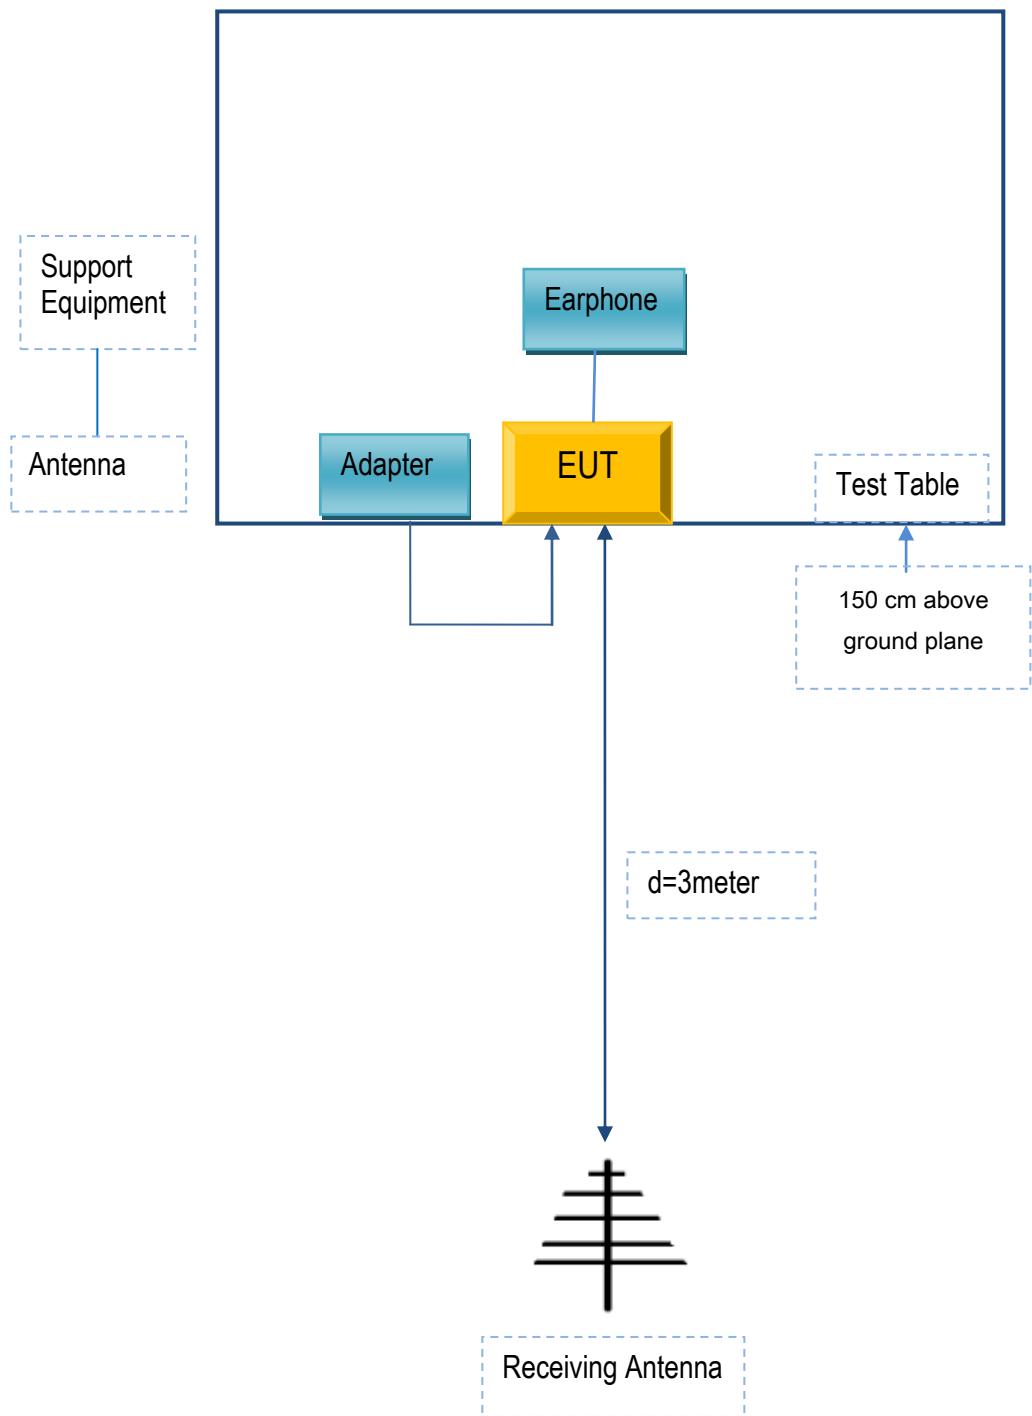 Support
Equipment
Earphone
Antenna
Adapter
EUT
Test Table
150 cm above
ground plane
d=3meter
Receiving Antenna